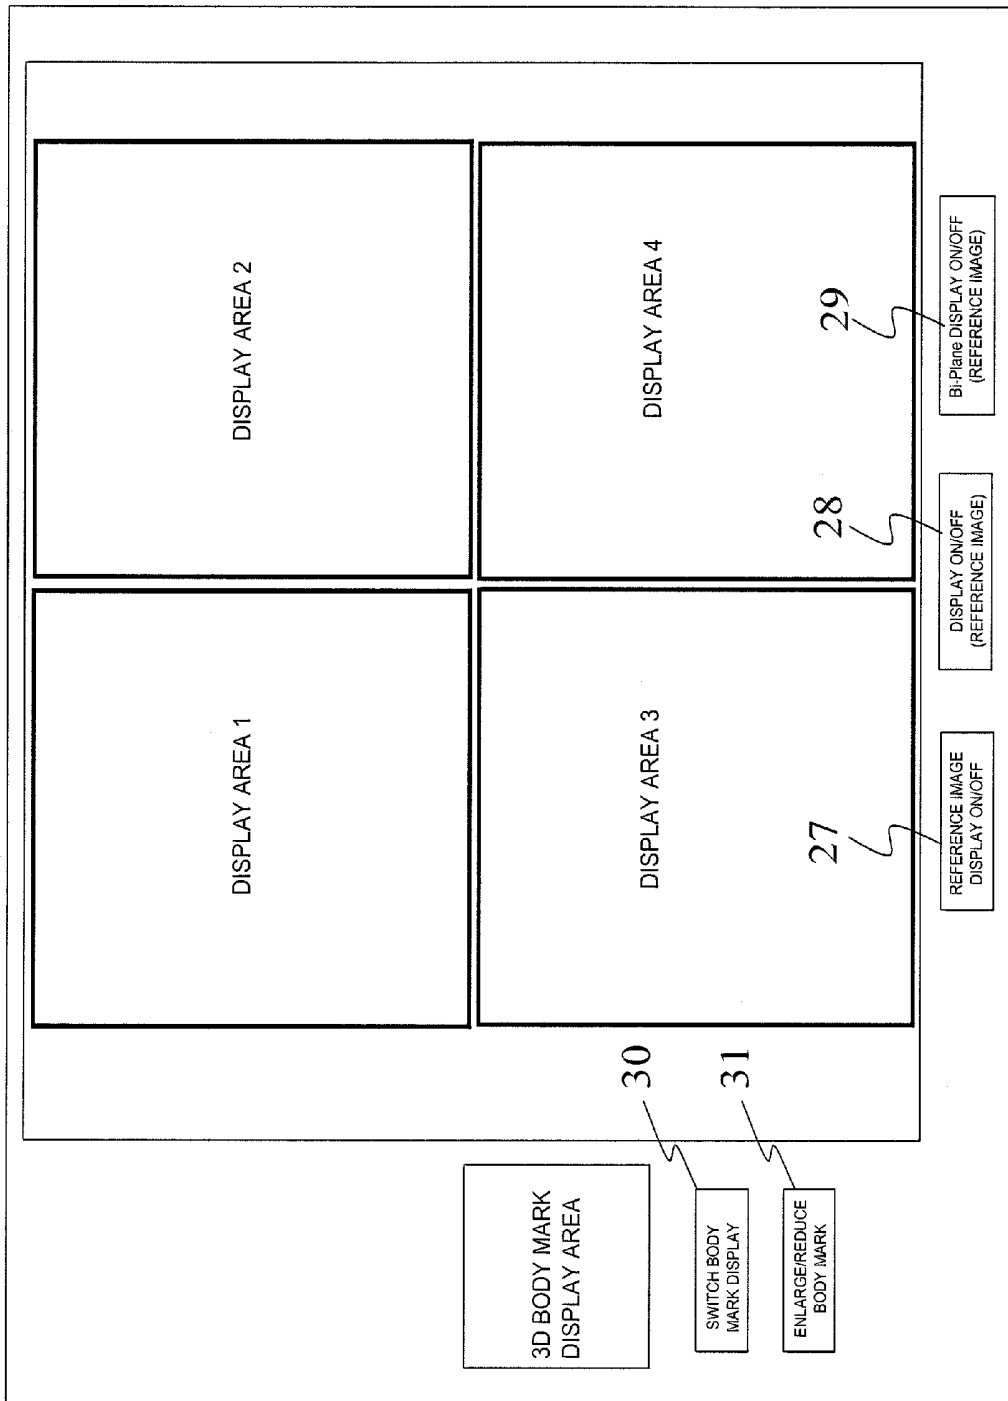 DISPLAY AREA 1
DISPLAY AREA 2
3D BODY MARK
DISPLAY AREA
DISPLAY AREA 3
DISPLAY AREA 4
30
SWITCH BODY
MARK DISPLAY
31
ENLARGE/REDUCE
BODY MARK
27
28
29
REFERENCE IMAGE
DISPLAY ON/OFF
DISPLAY ON/OFF
(REFERENCE IMAGE)
Bi-Plane DISPLAY ON/OFF
(REFERENCE IMAGE)